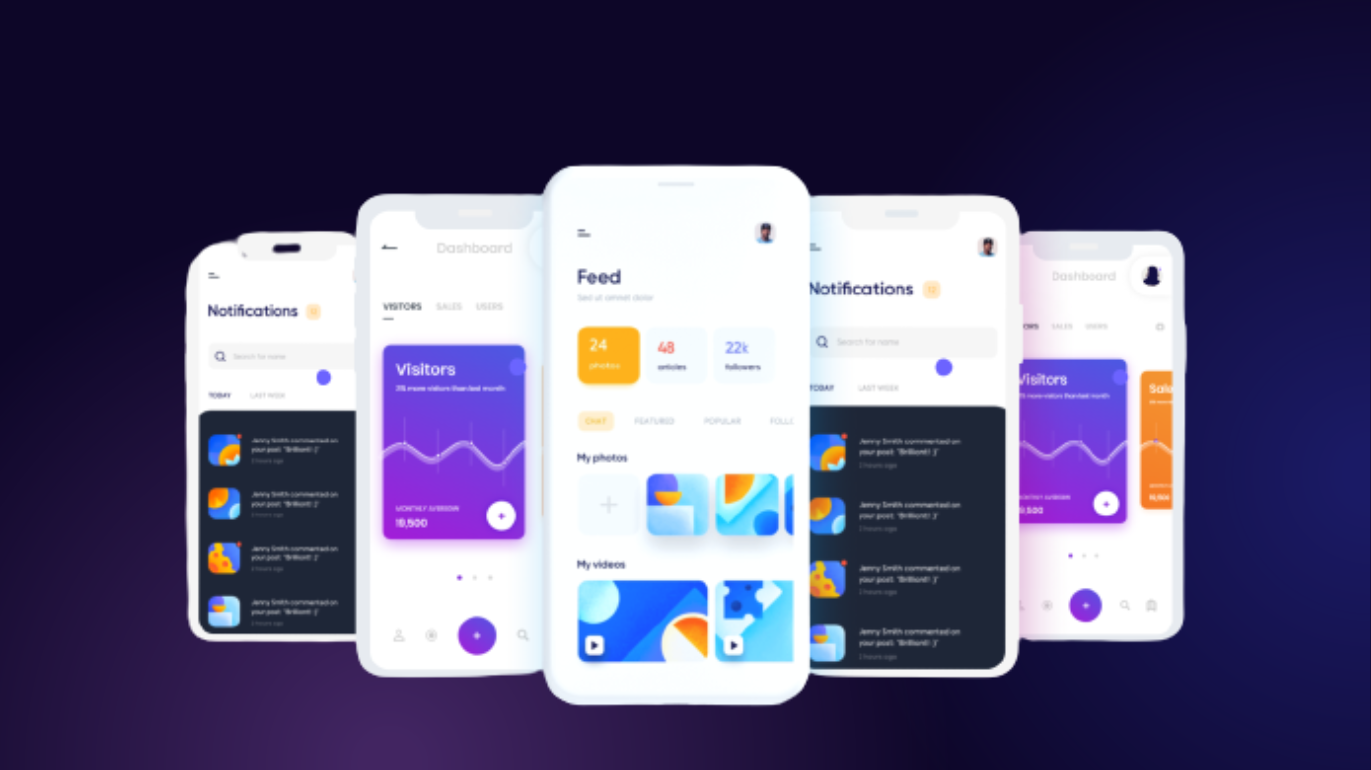 Notifications
Search for name
TODAY LAST WEEK
Jenny Smith commented on
your post: "Brilliant! :)"
2 hours ago
Jenny Smith commented on
your post: "Brilliant! :)"
2 hours ago
Jenny Smith commented on
your post: "Brilliant! :)"
2 hours ago
Jenny Smith commented on
your post: "Brilliant! :)"
2 hours ago
Dashboard
VISITORS SALES USERS
Visitors
3% more visitors than last month
MONTHLY
19,500
Feed
Sed ut
dolor
24
photos
48
articles
22k
followers
CHAT FEATURED POPULAR FOLLO
My photos
My videos
Notifications
Search for name
TODAY LAST WEEK
Jenny Smith commented on
your post: "Brilliant! :)"
2 hours ago
Jenny Smith commented on
your post: "Brilliant! :)"
2 hours ago
Jenny Smith commented on
your post: "Brilliant! :)"
2 hours ago
Jenny Smith commented on
your post: "Brilliant! :)"
2 hours ago
Dashboard
ORS SALES USERS
Visitors
% more visitors than last month
9,500
Sale